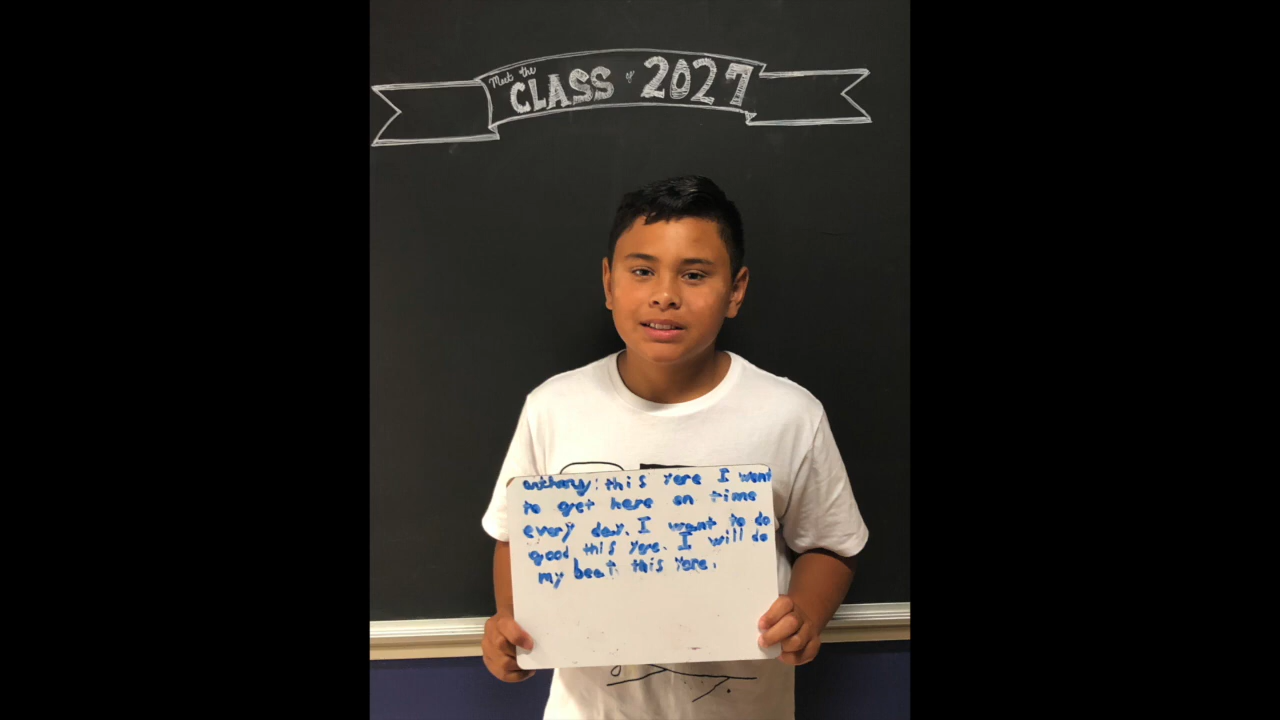 Meet the
CLASS of 2027
anthony: this Yere I want
to get here on time
every day. I want to do
good this Yere. I will do
my beat this Yere.